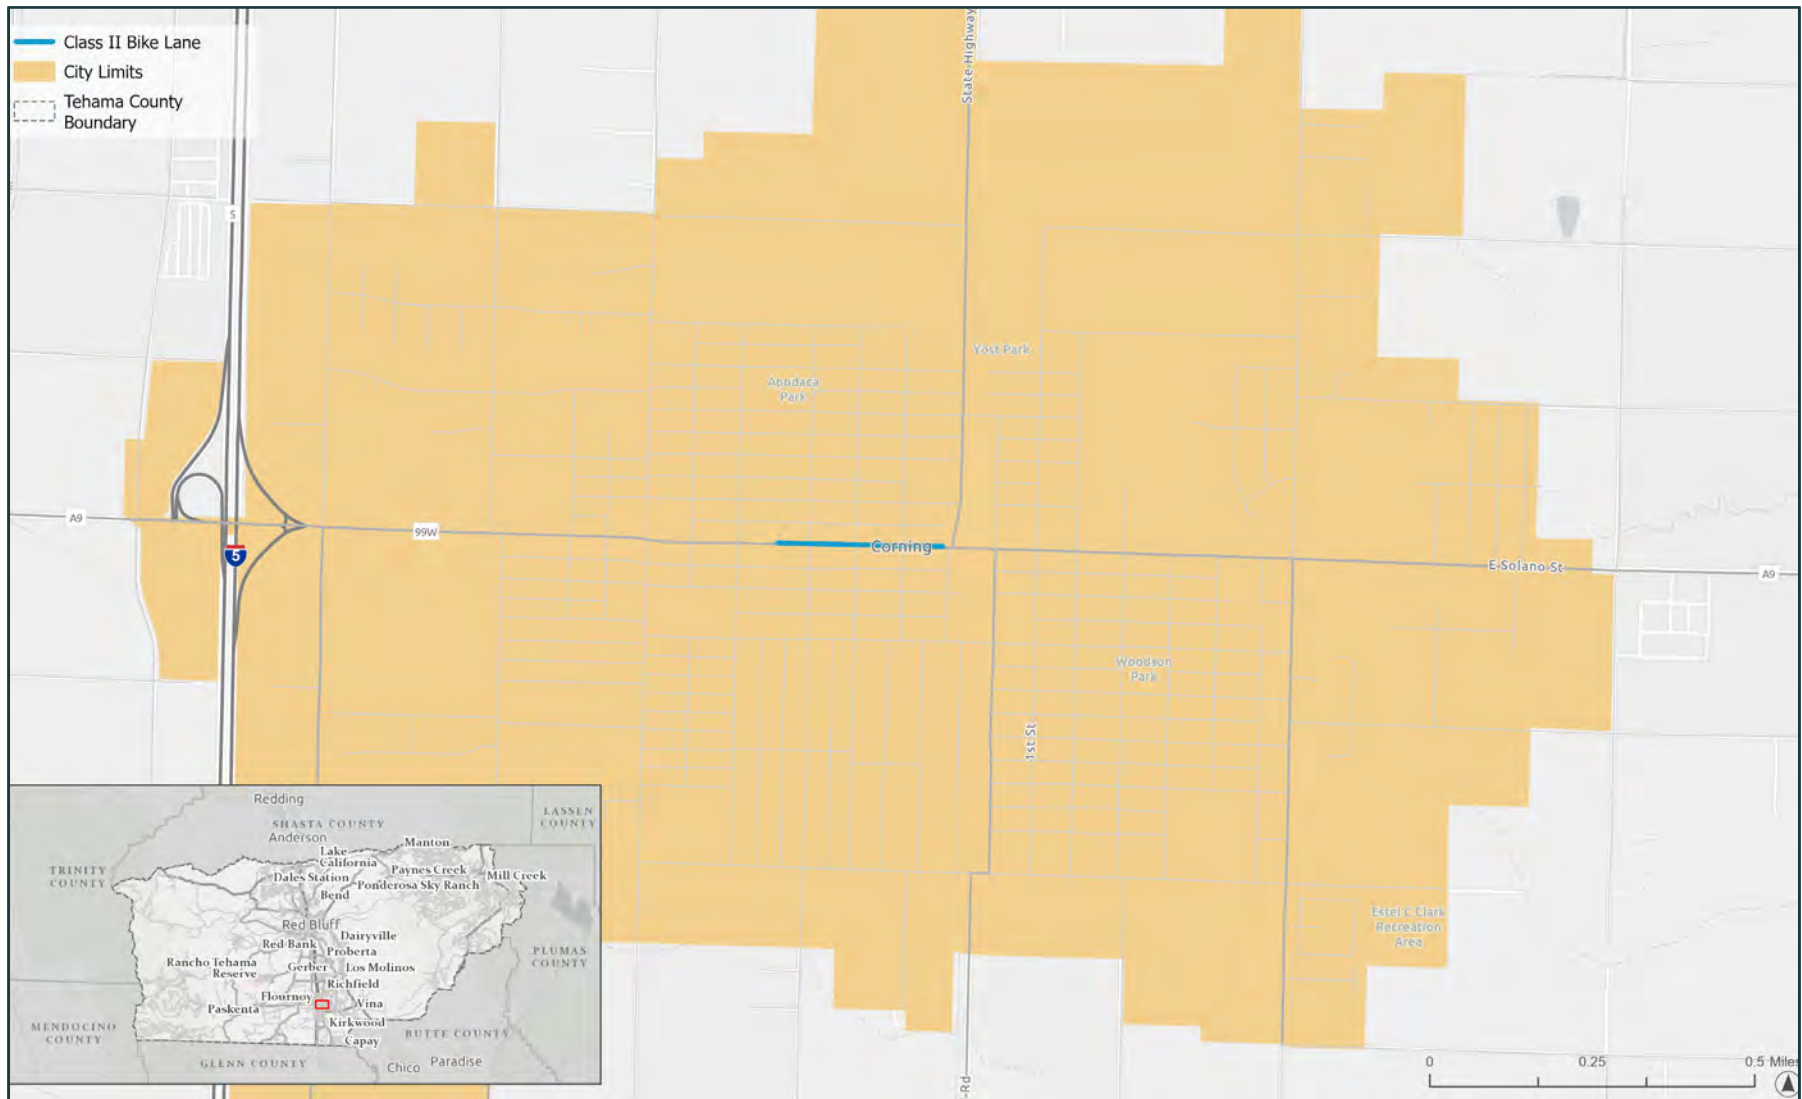 Class II Bike Lane
City Limits
Tehama County
Boundary
State Highway
5
Yost Park
Apodaca
Park
A9
99W
5
Corning
E Solano St
A9
Woodson
Park
1st St
Estel C Clark
Recreation
Area
-Rd
0
0.25
0.5 Miles
Redding
SHASTA COUNTY
Anderson
LASSEN
COUNTY
TRINITY
COUNTY
Lake
California
Manton
Dales Station
Paynes Creek
Mill Creek
Bend
Ponderosa Sky Ranch
Red Bluff
Dairyville
Red Bank
Proberta
PLUMAS
COUNTY
Rancho Tehama
Reserve
Gerber
Los Molinos
Richfield
Flournoy
Paskenta
Vina
Kirkwood
MENDOCINO
COUNTY
BUTTE COUNTY
Capay
GLENN COUNTY
Chico
Paradise